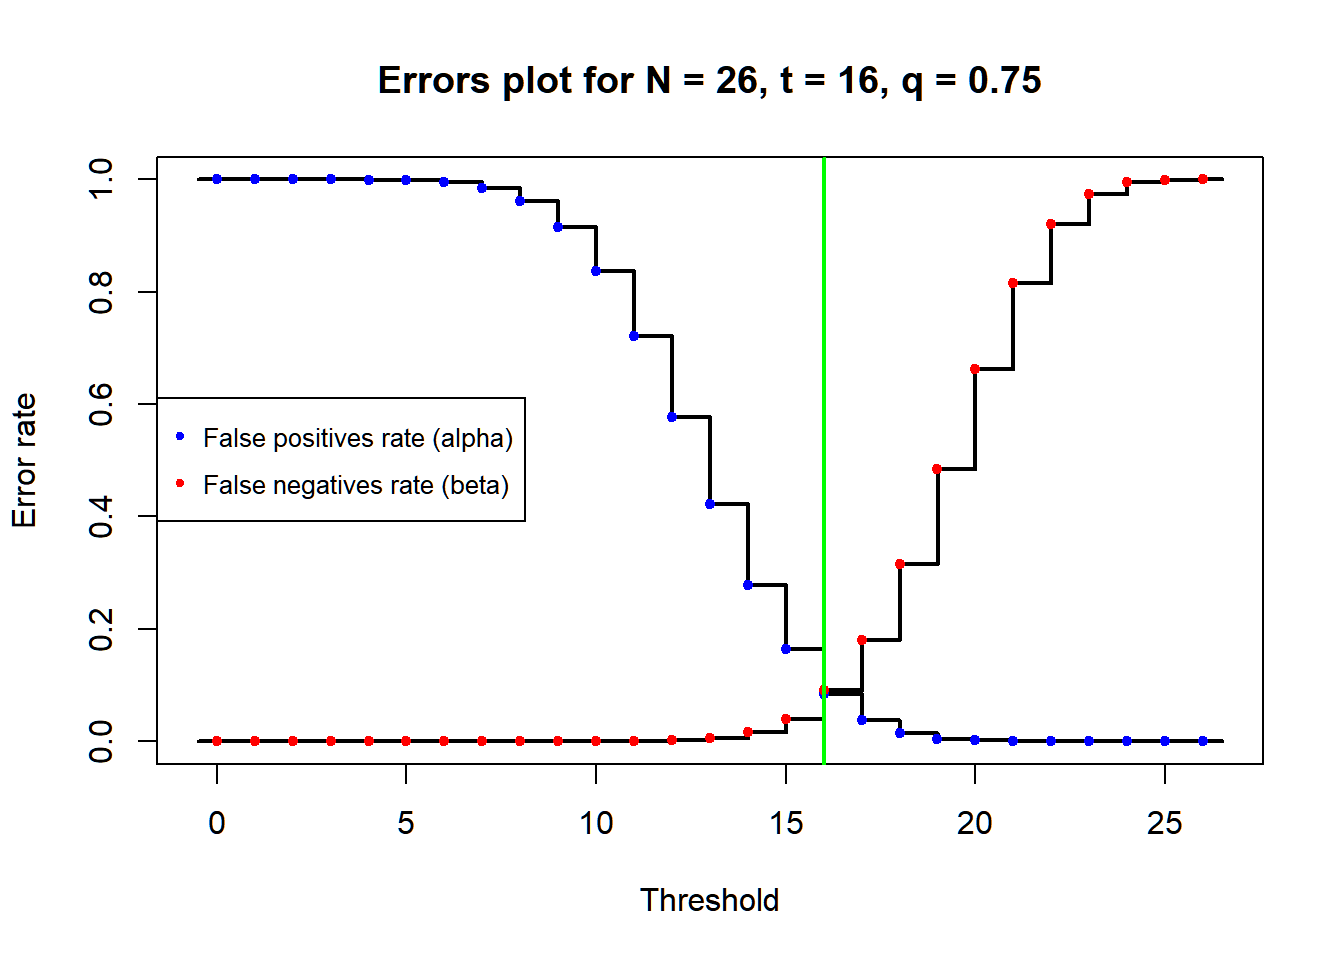 Errors plot for N = 26, t = 16, q = 0.75
1.0
0.8
0.6
0.4
0.2
0.0
Error rate
False positives rate (alpha)
False negatives rate (beta)
0 5 10 15 20 25
Threshold